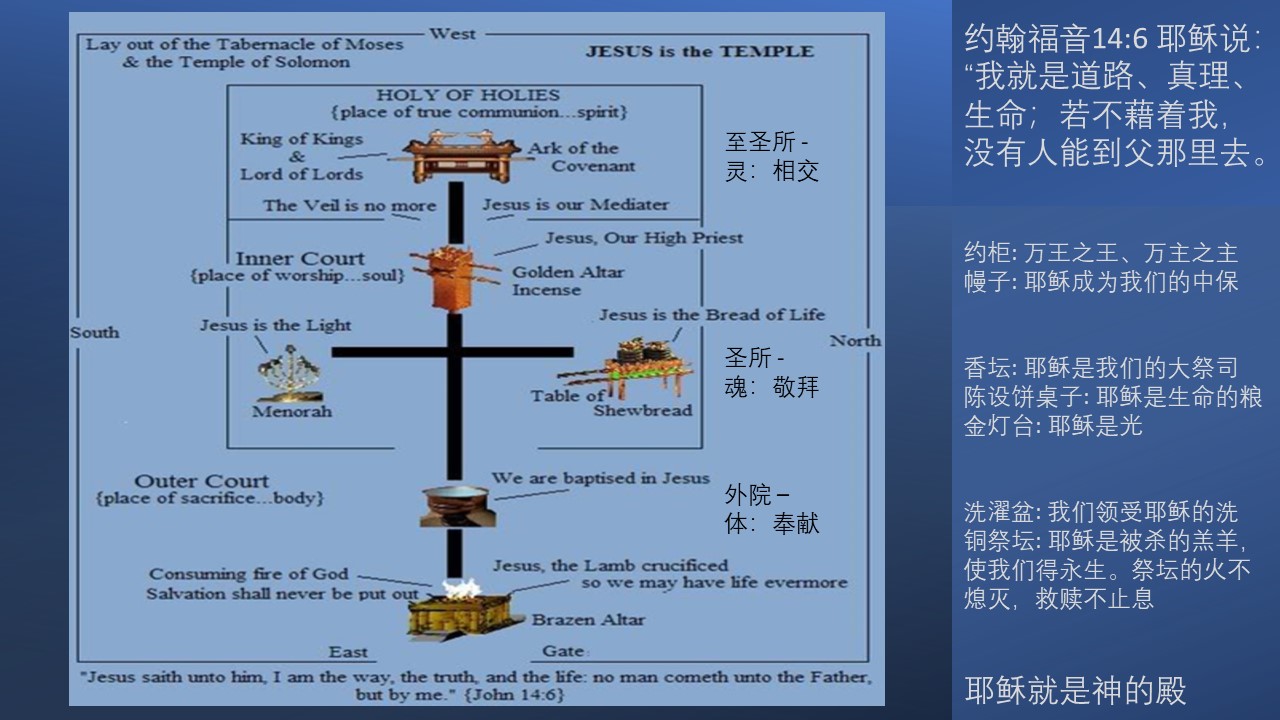 West
Lay out of the Tabernacle of Moses
& the Temple of Solomon
JESUS is the TEMPLE
HOLY OF HOLIES
{place of true communion...spirit}
King of Kings
&
Lord of Lords
Ark of the
Covenant
至圣所 -
灵：相交
The Veil is no more
Jesus is our Mediater
Jesus, Our High Priest
Inner Court
{place of worship...soul}
Golden Altar
Incense
South
Jesus is the Light
Jesus is the Bread of Life
North
圣所 -
魂：敬拜
Menorah
Table of
Shewbread
Outer Court
{place of sacrifice...body}
We are baptised in Jesus
外院 –
体：奉献
Consuming fire of God
Salvation shall never be put out
Jesus, the Lamb crucified
so we may have life evermore
Brazen Altar
East
Gate
"Jesus saith unto him, I am the way, the truth, and the life: no man cometh unto the Father,
but by me." {John 14:6}
约翰福音14:6 耶稣说：
“我就是道路、真理、
生命；若不藉着我，
没有人能到父那里去。
约柜: 万王之王、万主之主
幔子: 耶稣成为我们的中保
香坛: 耶稣是我们的大祭司
陈设饼桌子: 耶稣是生命的粮
金灯台: 耶稣是光
洗濯盆: 我们领受耶稣的洗
铜祭坛: 耶稣是被杀的羔羊，
使我们得永生。祭坛的火不
熄灭，救赎不止息
耶稣就是神的殿